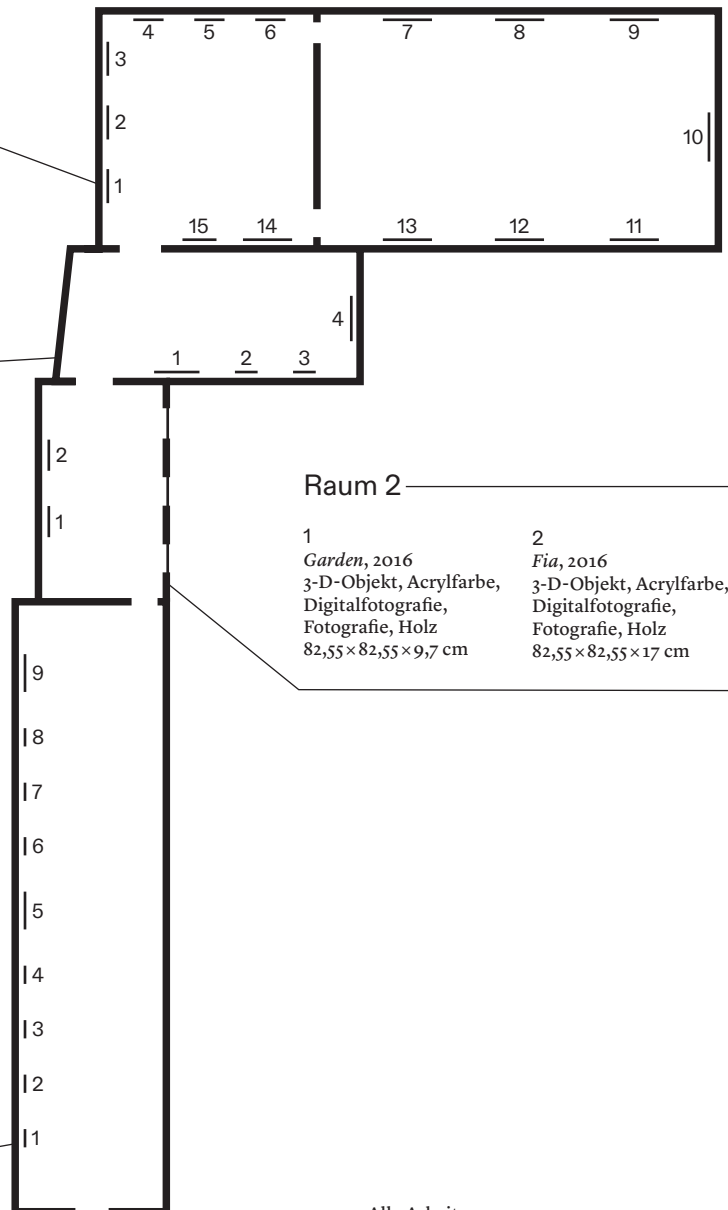 4 5 6 7 8 9
3
2
10
1
15 14 13 12 11
4
1 2 3
2
1
Raum 2
1
Garden, 2016
3-D-Objekt, Acrylfarbe,
Digitalfotografie,
Fotografie, Holz
82,55×82,55×9,7 cm
2
Fia, 2016
3-D-Objekt, Acrylfarbe,
Digitalfotografie,
Fotografie, Holz
82,55×82,55×17 cm
9
8
7
6
5
4
3
2
1